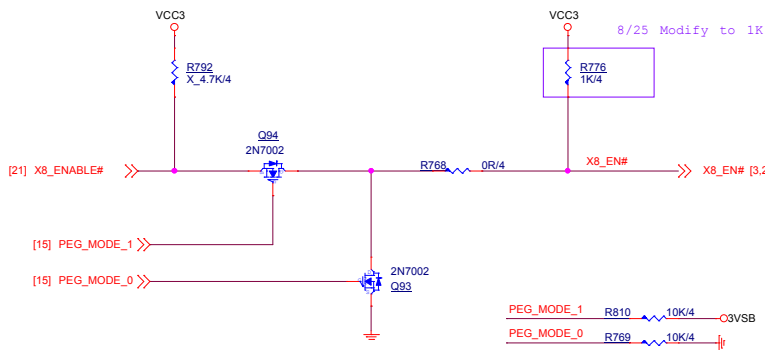 VCC3
VCC3
8/25 Modify to 1K
R792
X_4.7K/4
R776
1K/4
Q94
2N7002
[21] X8_ENABLE#
R768
0R/4
X8_EN#
X8_EN# [3,2
[15] PEG_MODE_1
[15] PEG_MODE_0
2N7002
Q93
PEG_MODE_1
R810
10K/4
3VSB
PEG_MODE_0
R769
10K/4